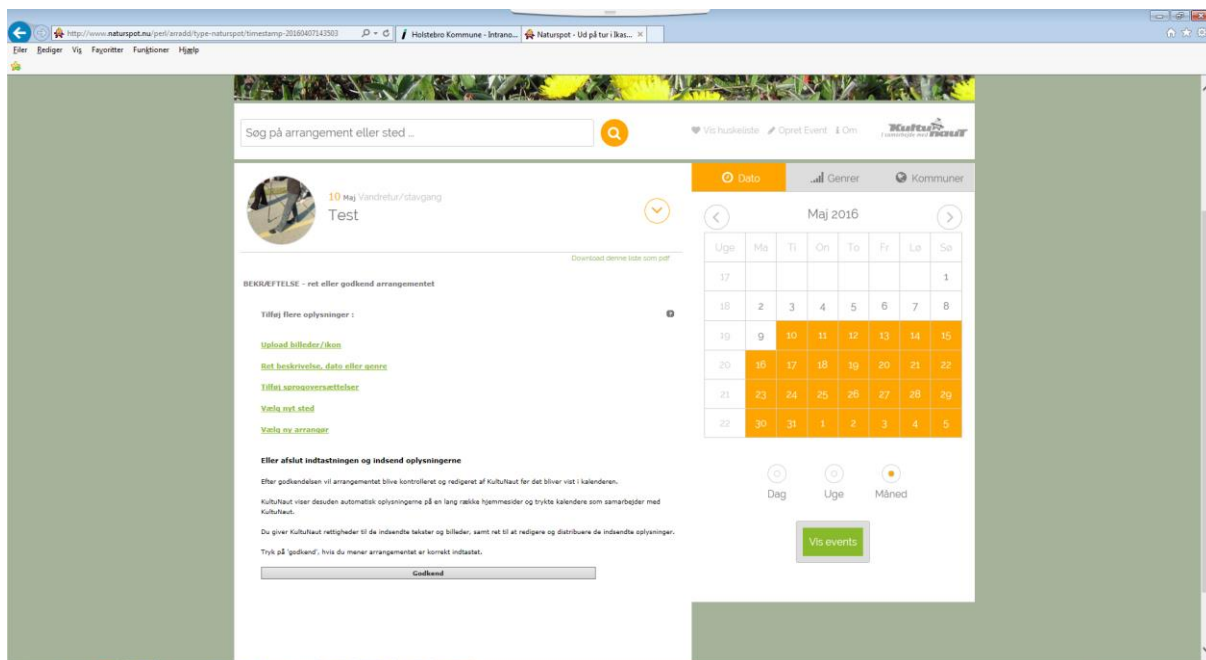 http://www.naturspot.nu/perl/arradd/type-naturspot/timestamp-20160407143503
Holstebro Kommune - Intrano...
Naturspot - Ud på tur i Ikas...
Filer Rediger Vis Favoritter Funktioner Hjælp
Søg på arrangement eller sted ...
Vis huskeliste Opret Event Om
KultuNaut
10 Maj Vandretur/stavgang
Test
Download denne side som pdf
BEKRÆFTELSE - ret eller godkend arrangementet
Tilføj flere oplysninger :
Upload billeder/ikon
Ret beskrivelse, dato eller genre
Tilføj sprogoversættelser
Vælg nyt sted
Vælg ny arrangør
Eller afslut indtastningen og indsend oplysningerne
Efter godkendelsen vil arrangementet blive kontrolleret og redigeret af KultuNaut før det bliver vist i kalenderen.
KultuNaut viser desuden automatisk oplysningerne på en lang række hjemmesider og trykte kalendere som samarbejder med
KultuNaut.
Du giver KultuNaut rettigheder til de indsendte tekster og billeder, samt ret til at redigere og distribuere de indsendte oplysninger.
Tryk på 'godkend', hvis du mener arrangementet er korrekt indtastet.
Godkend
Dato Genrer Kommuner
Maj 2016
Uge Ma Ti On To Fr Lø Sø
17 1
18 2 3 4 5 6 7 8
19 9 10 11 12 13 14 15
20 16 17 18 19 20 21 22
21 23 24 25 26 27 28 29
22 30 31 1 2 3 4 5
Dag Uge Måned
Vis events